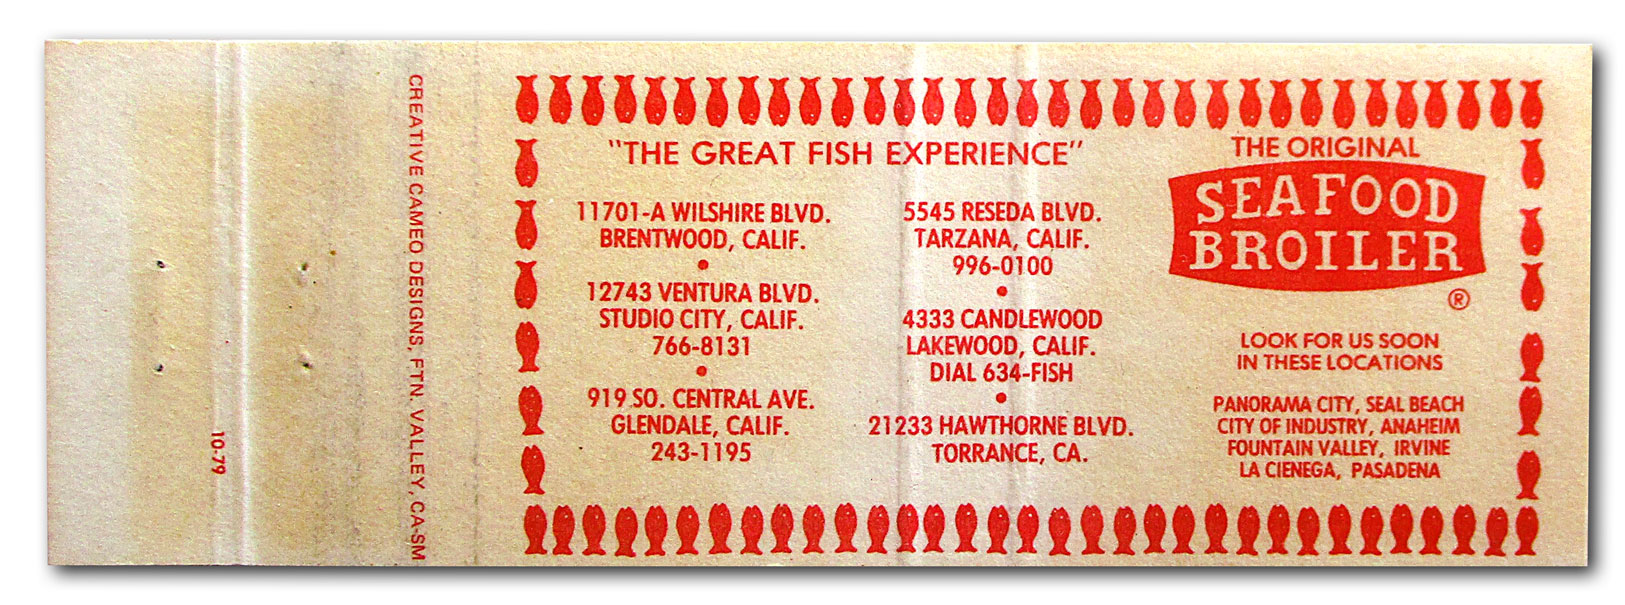 10-79
CREATIVE CAMEO DESIGNS, FTN. VALLEY, CA-SM
"THE GREAT FISH EXPERIENCE"
11701-A WILSHIRE BLVD.
BRENTWOOD, CALIF.
•
12743 VENTURA BLVD.
STUDIO CITY, CALIF.
766-8131
•
919 SO. CENTRAL AVE.
GLENDALE, CALIF.
243-1195
5545 RESEDA BLVD.
TARZANA, CALIF.
996-0100
•
4333 CANDLEWOOD
LAKEWOOD, CALIF.
DIAL 634-FISH
•
21233 HAWTHORNE BLVD.
TORRANCE, CA.
THE ORIGINAL
SEAFOOD
BROILER
®
LOOK FOR US SOON
IN THESE LOCATIONS
PANORAMA CITY, SEAL BEACH
CITY OF INDUSTRY, ANAHEIM
FOUNTAIN VALLEY, IRVINE
LA CIENEGA, PASADENA